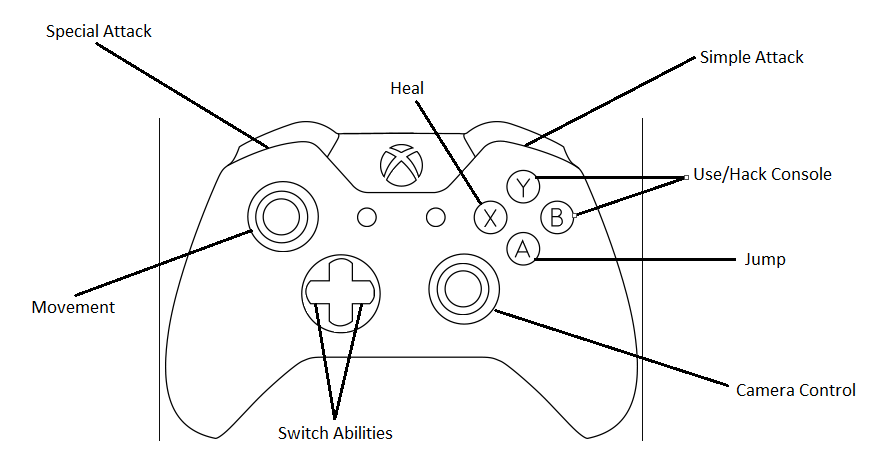 Special Attack
Simple Attack
Heal
Use/Hack Console
Y
X
B
A
Jump
Movement
Camera Control
Switch Abilities